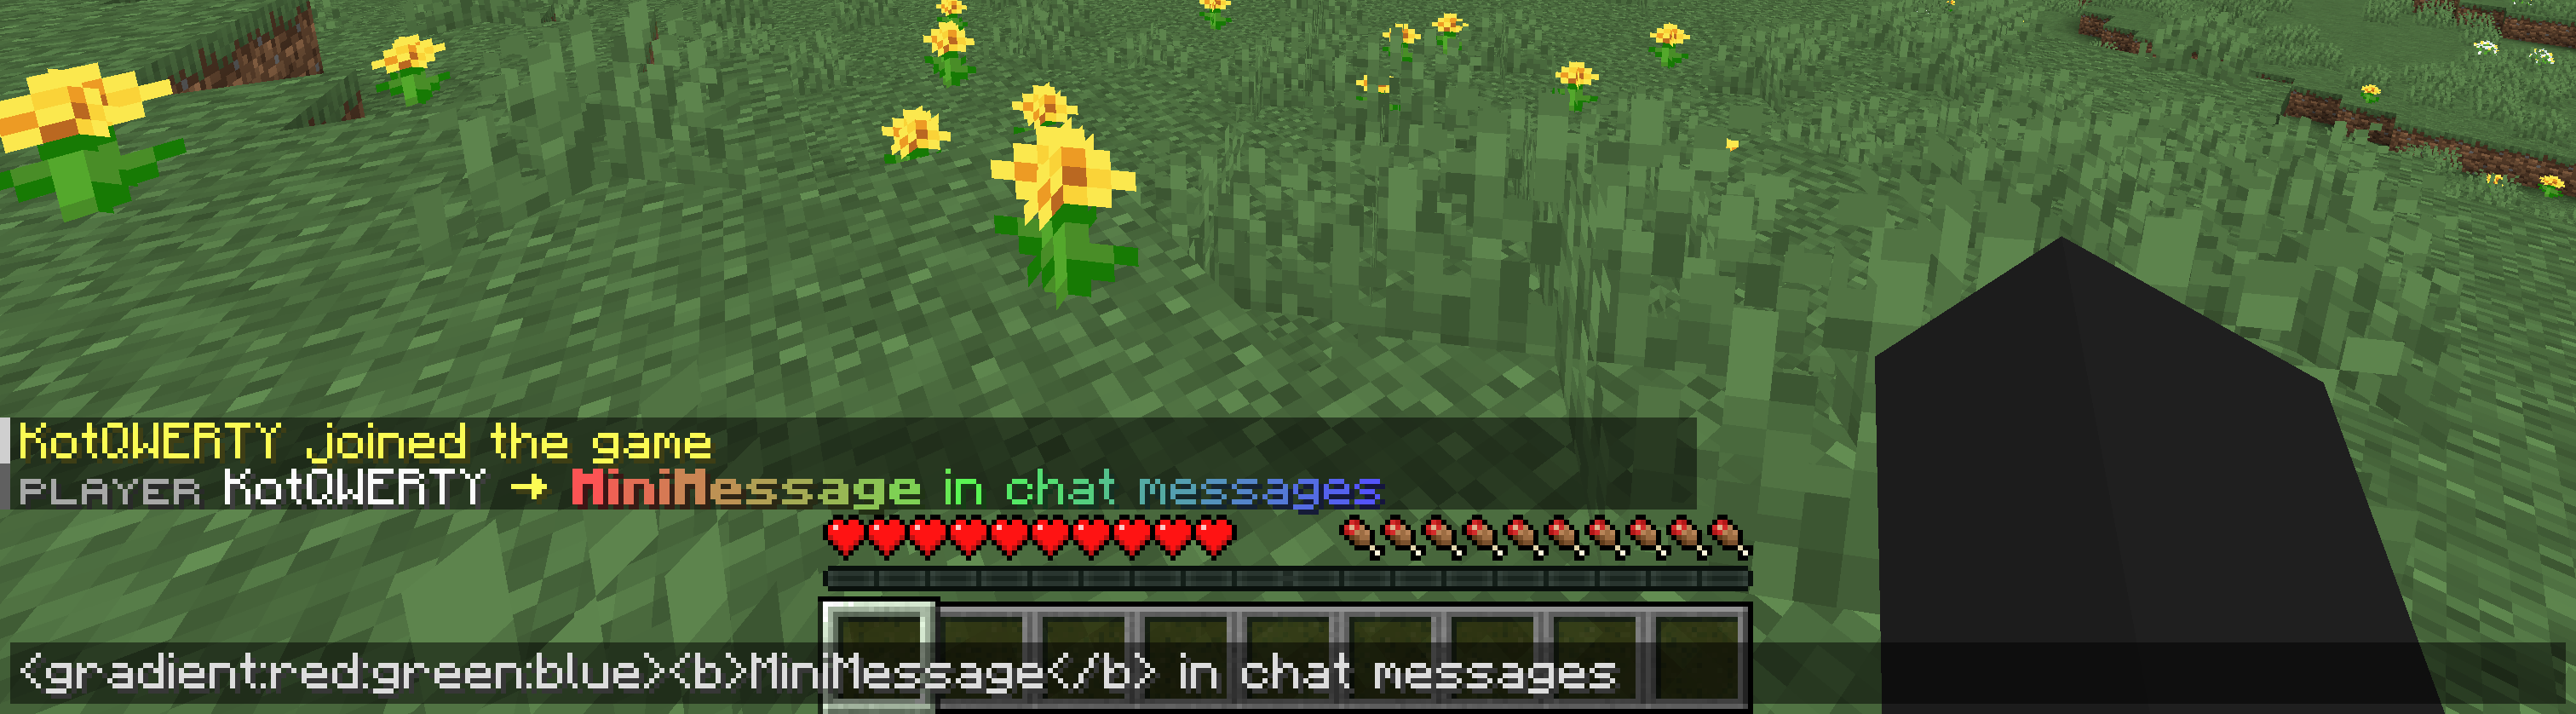 KotQWERTY joined the game
PLAYER KotQWERTY → MiniMessage in chat messages
<gradient:red:green:blue><b>MiniMessage</b> in chat messages